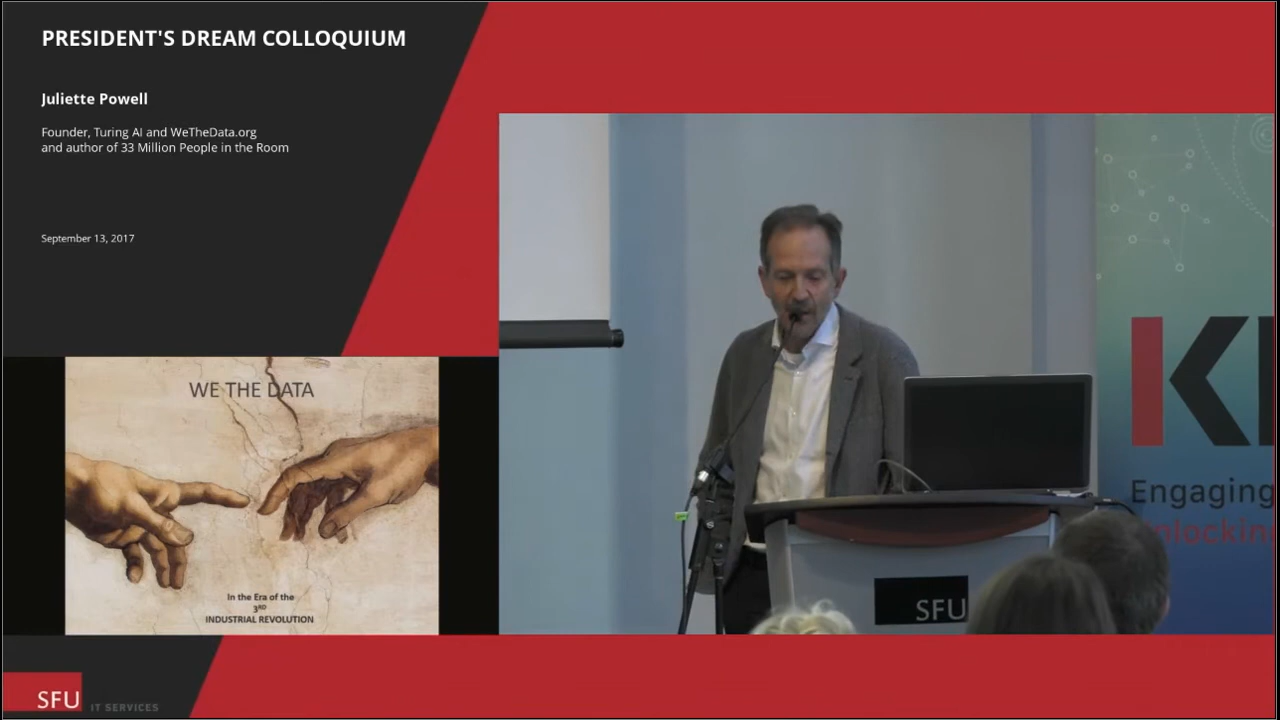 PRESIDENT'S DREAM COLLOQUIUM
Juliette Powell
Founder, Turing AI and WeTheData.org
and author of 33 Million People in the Room
September 13, 2017
WE THE DATA
In the Era of the
3RD
INDUSTRIAL REVOLUTION
Engaging
SFU
SFU
IT SERVICES